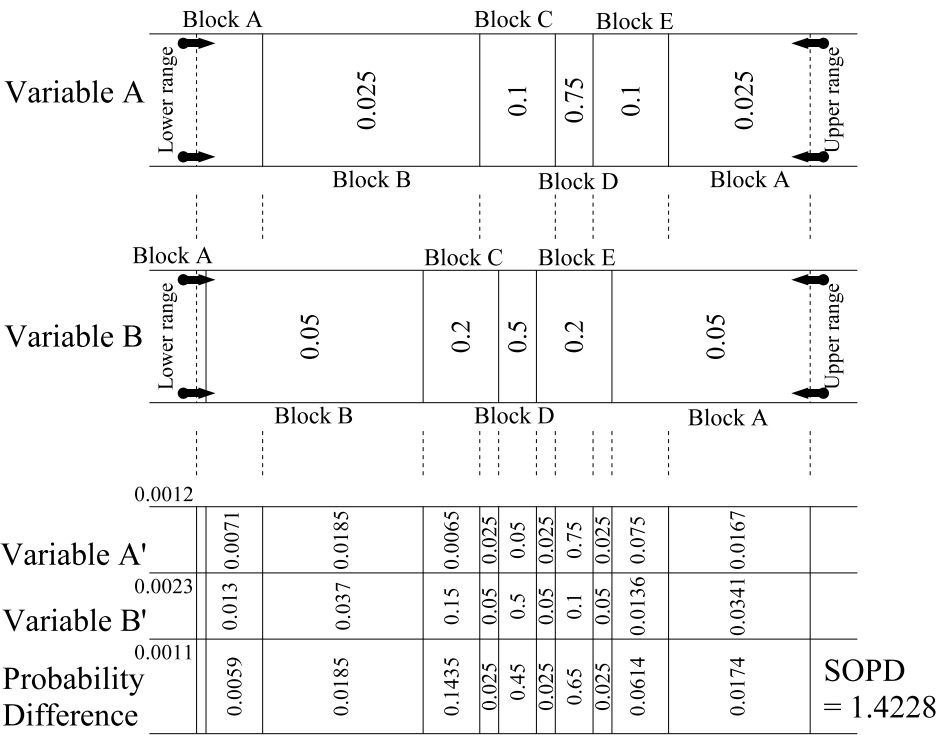 Block A Block C Block E
Variable A
Lower range 0.025 0.1 0.75 0.1 0.025 Upper range
Block B Block D Block A
Block A Block C Block E
Variable B
Lower range 0.05 0.2 0.5 0.2 0.05 Upper range
Block B Block D Block A
0.0012
Variable A' 0.0071 0.0185 0.0065 0.025 0.05 0.025 0.75 0.025 0.075 0.0167
0.0023
Variable B' 0.013 0.037 0.15 0.05 0.5 0.05 0.1 0.05 0.0136 0.0341
0.0011
Probability
Difference
0.0059 0.0185 0.1435 0.025 0.45 0.025 0.65 0.025 0.0614 0.0174
SOPD
= 1.4228